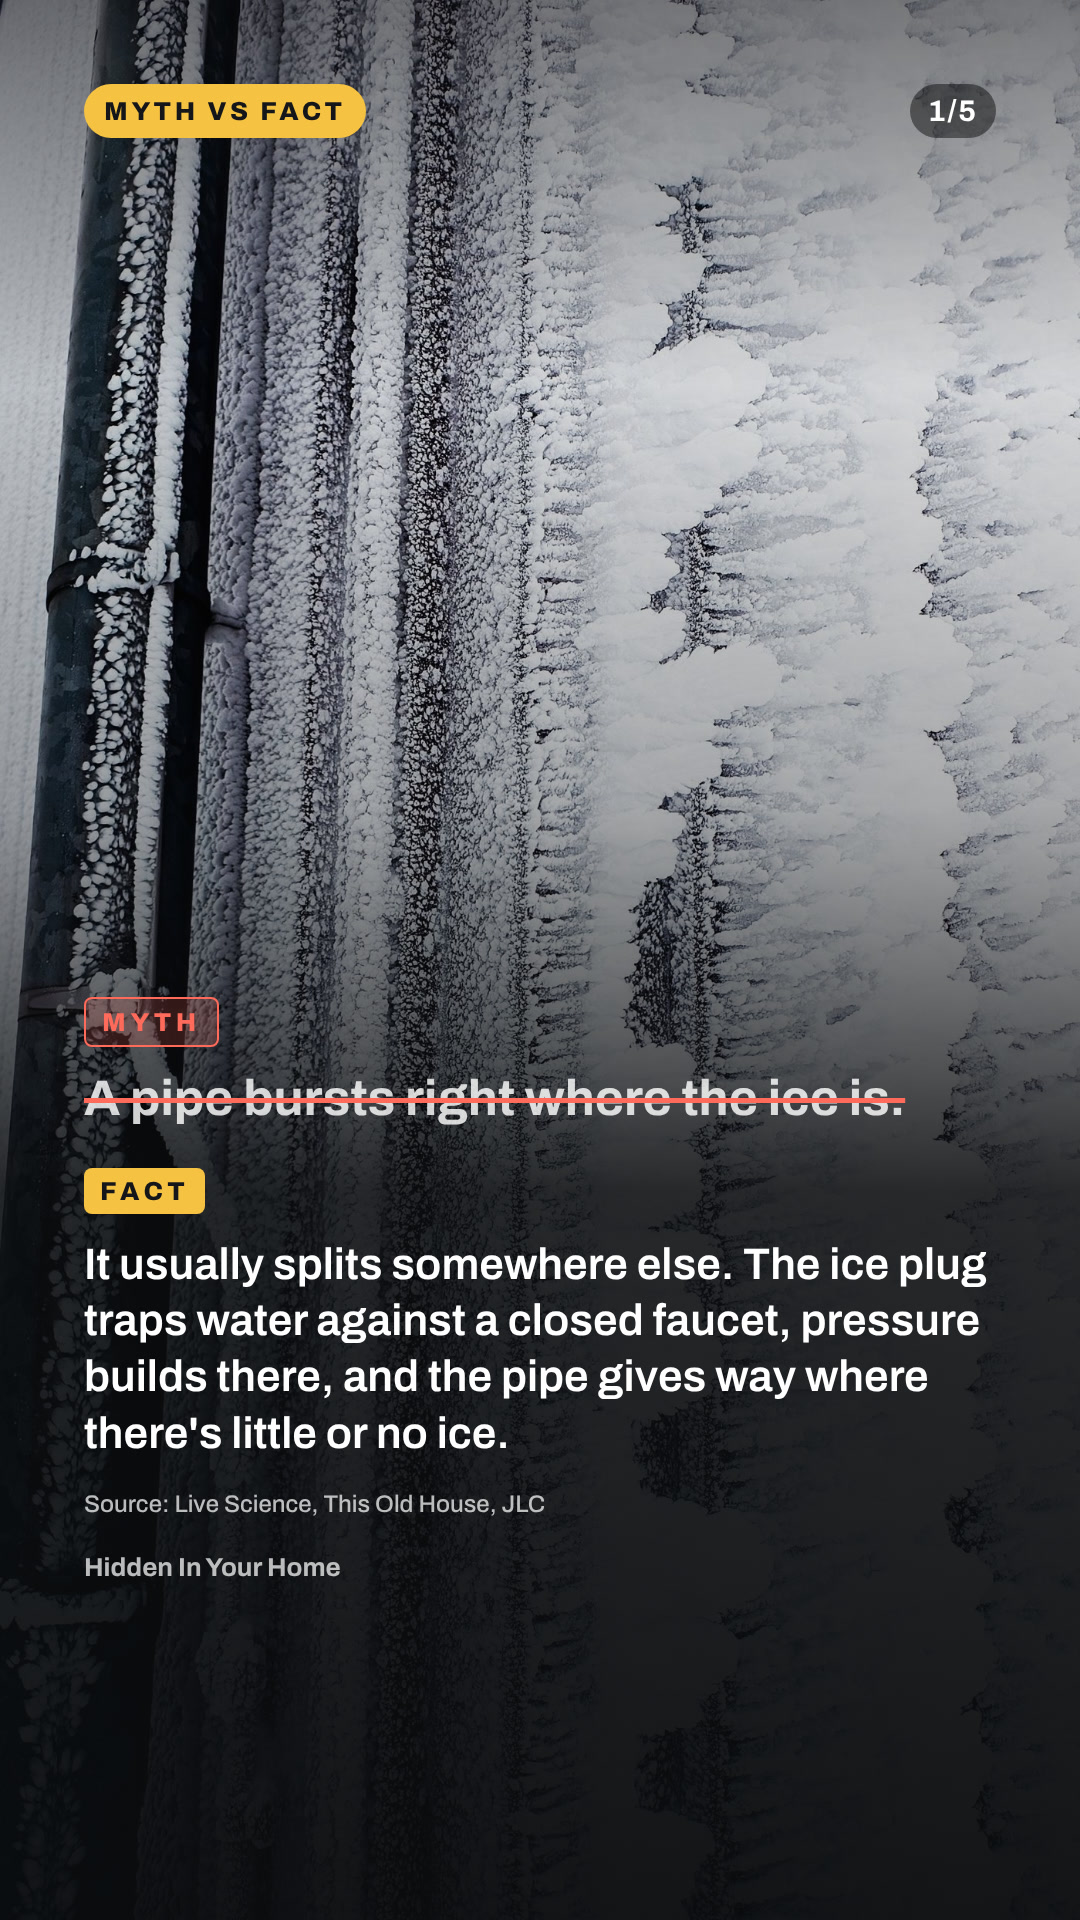 MYTH VS FACT
1/5
MYTH
A pipe bursts right where the ice is.
FACT
It usually splits somewhere else. The ice plug
traps water against a closed faucet, pressure
builds there, and the pipe gives way where
there's little or no ice.
Source: Live Science, This Old House, JLC
Hidden In Your Home